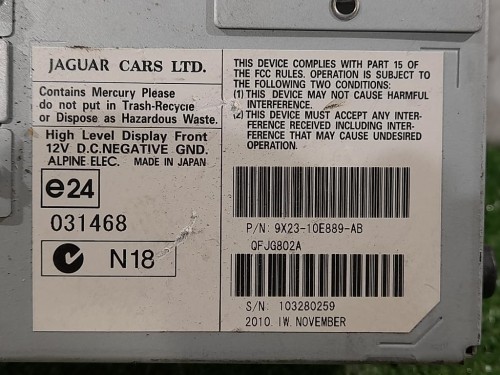 JAGUAR CARS LTD.
Contains Mercury Please
do not put in Trash-Recycle
or Dispose as Hazardous Waste.
High Level Display Front
12V D.C.NEGATIVE GND.
ALPINE ELEC. MADE IN JAPAN
e24
031468
N18
THIS DEVICE COMPLIES WITH PART 15 OF
THE FCC RULES. OPERATION IS SUBJECT TO
THE FOLLOWING TWO CONDITIONS:
(1) THIS DEVICE MAY NOT CAUSE HARMFUL
INTERFERENCE.
(2) THIS DEVICE MUST ACCEPT ANY INTER-
FERENCE RECEIVED INCLUDING INTER-
FERENCE THAT MAY CAUSE UNDESIRED
OPERATION.
P/N: 9X23-10E889-AB
QFJG802A
S/N: 103280259
2010. IW. NOVEMBER